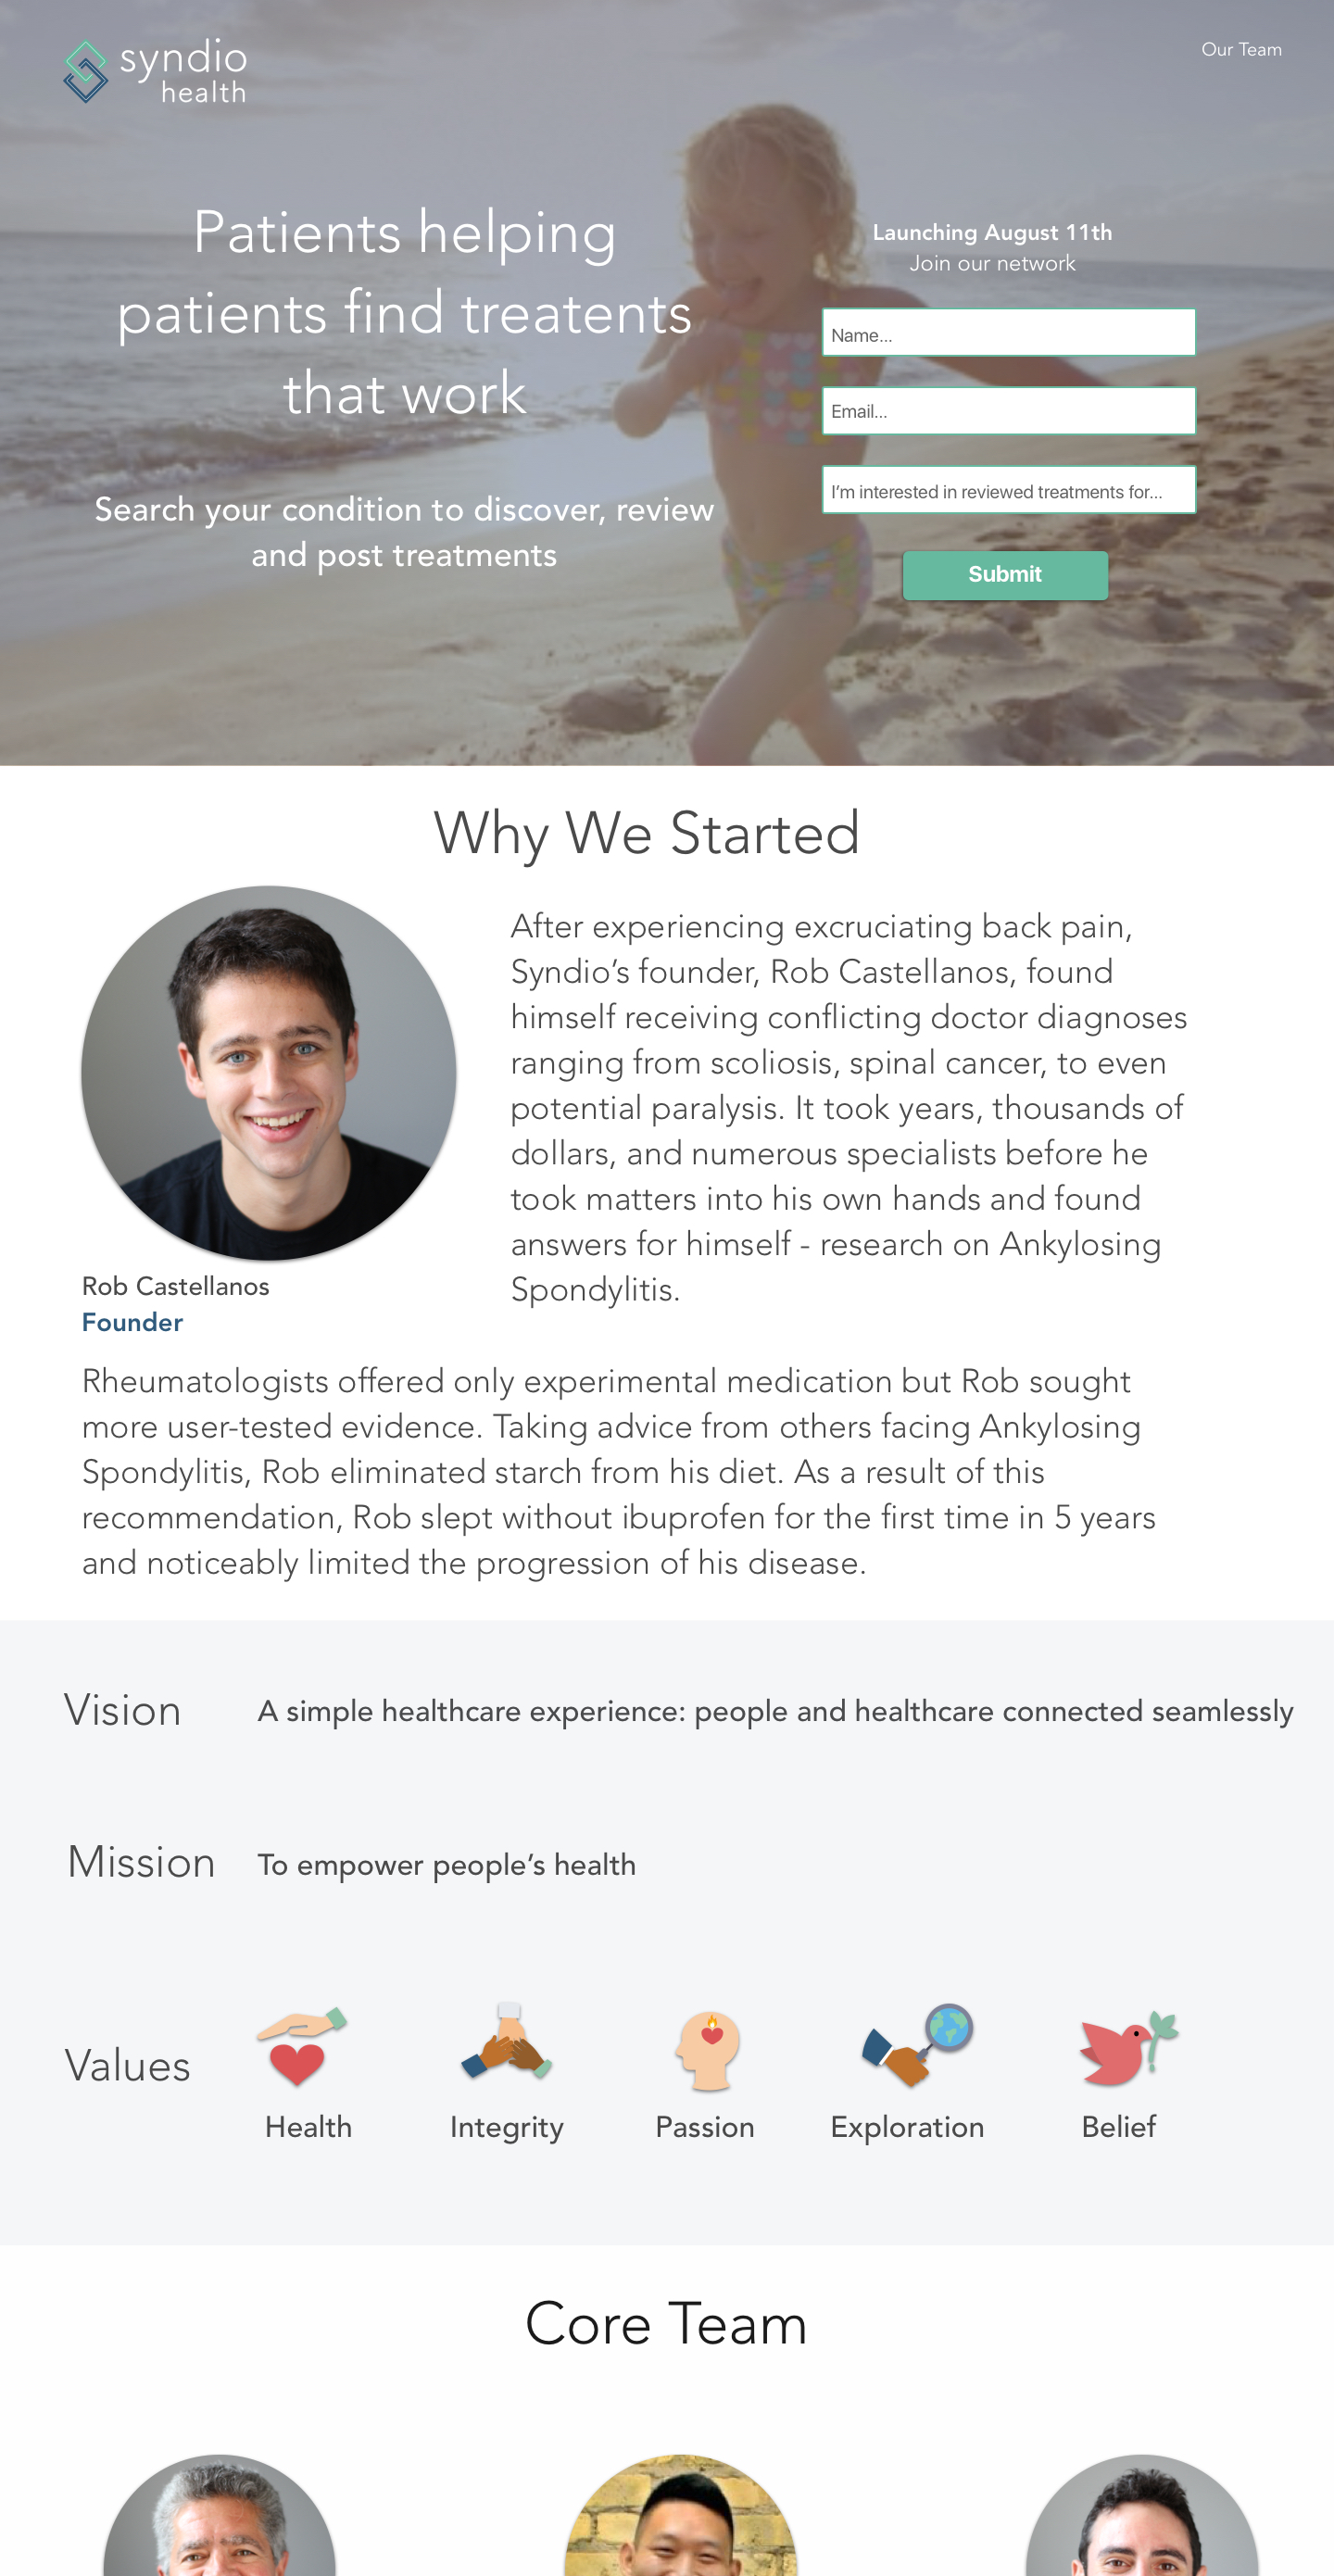 syndio
health
Our Team
Patients helping
patients find treatents
that work
Search your condition to discover, review
and post treatments
Launching August 11th
Join our network
Name...
Email...
I'm interested in reviewed treatments for...
Submit
Why We Started
After experiencing excruciating back pain,
Syndio's founder, Rob Castellanos, found
himself receiving conflicting doctor diagnoses
ranging from scoliosis, spinal cancer, to even
potential paralysis. It took years, thousands of
dollars, and numerous specialists before he
took matters into his own hands and found
answers for himself - research on Ankylosing
Spondylitis.
Rob Castellanos
Founder
Rheumatologists offered only experimental medication but Rob sought
more user-tested evidence. Taking advice from others facing Ankylosing
Spondylitis, Rob eliminated starch from his diet. As a result of this
recommendation, Rob slept without ibuprofen for the first time in 5 years
and noticeably limited the progression of his disease.
Vision
A simple healthcare experience: people and healthcare connected seamlessly
Mission
To empower people's health
Values
Health
Integrity
Passion
Exploration
Belief
Core Team